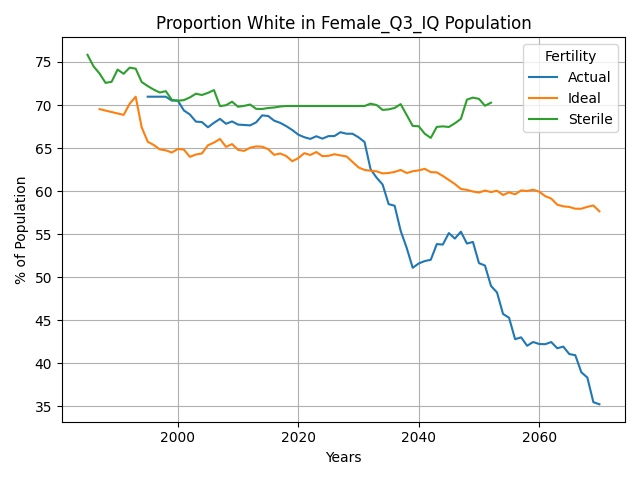 Proportion White in Female_Q3_IQ Population
% of Population
75
70
65
60
55
50
45
40
35
Fertility
Actual
Ideal
Sterile
2000
2020
2040
2060
Years